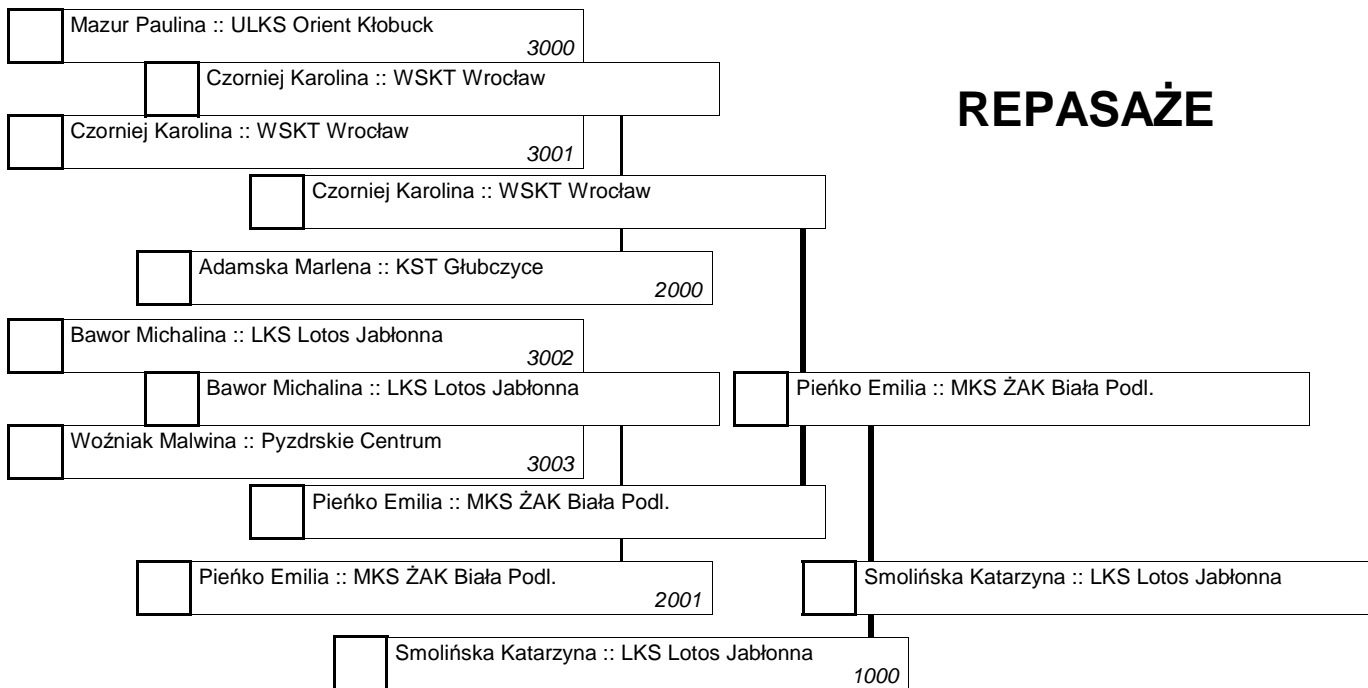 Mazur Paulina :: ULKS Orient Kłobuck
3000
Czorniej Karolina :: WSKT Wrocław
REPASAŻE
Czorniej Karolina :: WSKT Wrocław
3001
Czorniej Karolina :: WSKT Wrocław
Adamska Marlena :: KST Głubczyce
2000
Bawor Michalina :: LKS Lotos Jabłonna
3002
Bawor Michalina :: LKS Lotos Jabłonna
Pieńko Emilia :: MKS ŻAK Biała Podl.
Woźniak Malwina :: Pyzdrskie Centrum
3003
Pieńko Emilia :: MKS ŻAK Biała Podl.
Pieńko Emilia :: MKS ŻAK Biała Podl.
2001
Smolińska Katarzyna :: LKS Lotos Jabłonna
Smolińska Katarzyna :: LKS Lotos Jabłonna
1000